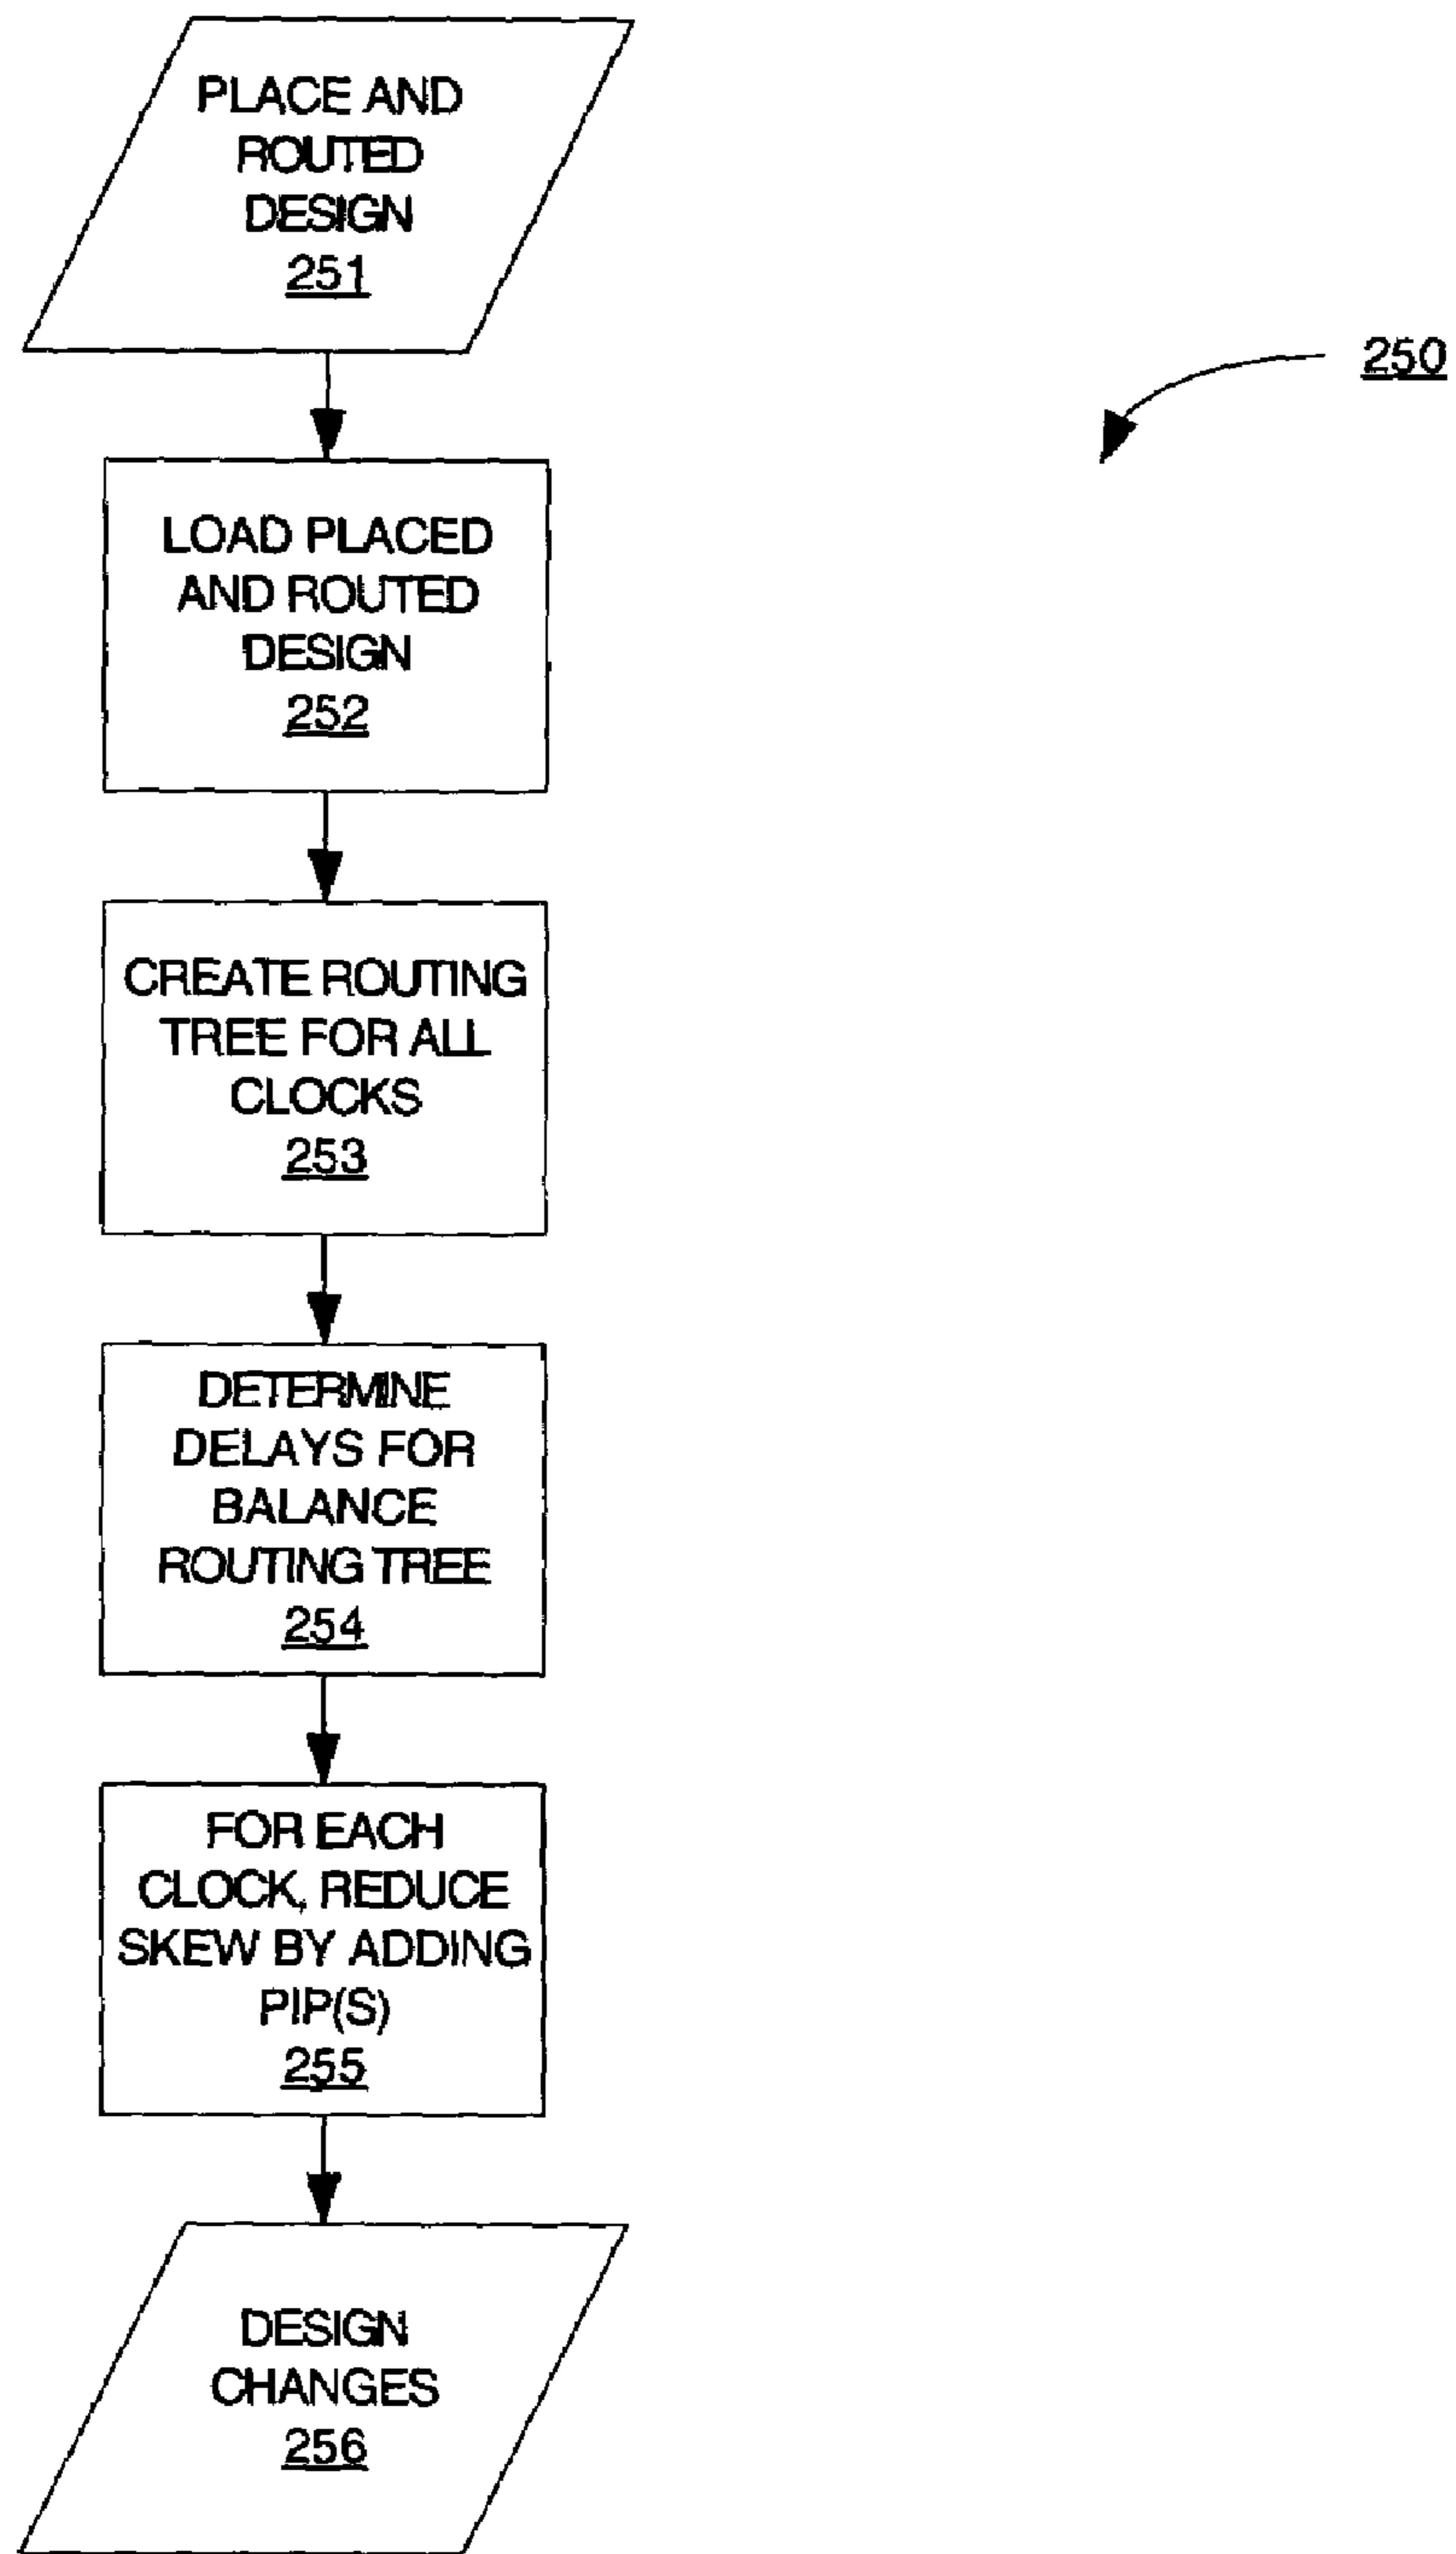 PLACE AND
ROUTED
DESIGN
251
250
LOAD PLACED
AND ROUTED
DESIGN
252
CREATE ROUTING
TREE FOR ALL
CLOCKS
253
DETERMINE
DELAYS FOR
BALANCE
ROUTING TREE
254
FOR EACH
CLOCK, REDUCE
SKEW BY ADDING
PIP(S)
255
DESIGN
CHANGES
256